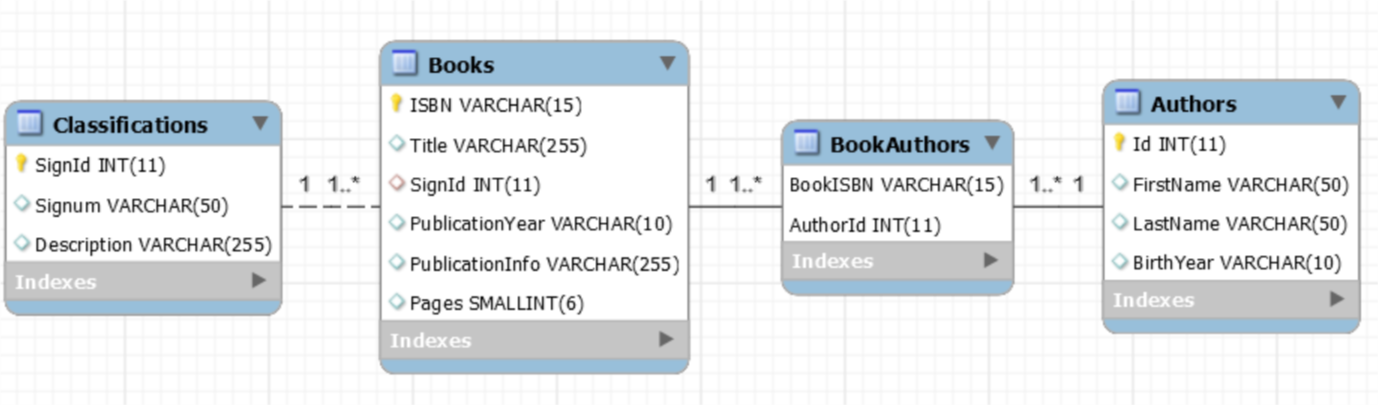 Classifications
SignId INT(11)
Signum VARCHAR(50)
Description VARCHAR(255)
Indexes
1 1..*
Books
ISBN VARCHAR(15)
Title VARCHAR(255)
SignId INT(11)
PublicationYear VARCHAR(10)
PublicationInfo VARCHAR(255)
Pages SMALLINT(6)
Indexes
1 1..*
BookAuthors
BookISBN VARCHAR(15)
AuthorId INT(11)
Indexes
1..* 1
Authors
Id INT(11)
FirstName VARCHAR(50)
LastName VARCHAR(50)
BirthYear VARCHAR(10)
Indexes